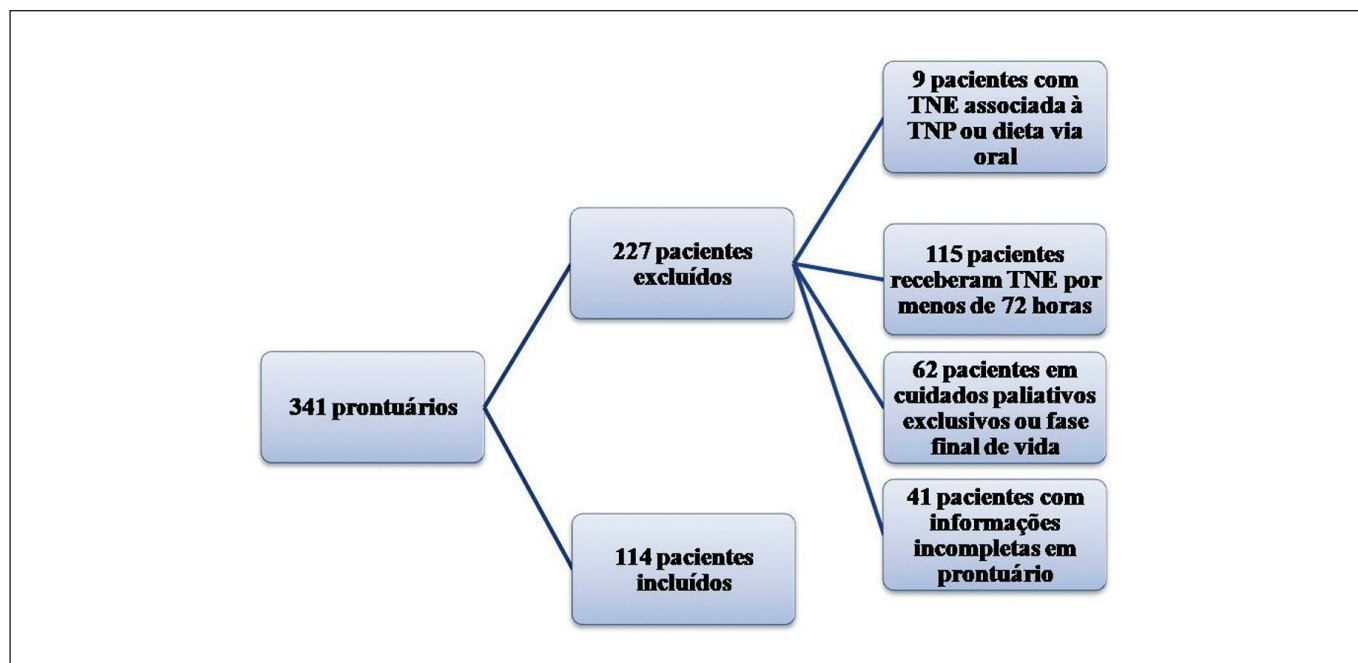 341 prontuários
227 pacientes
excluídos
114 pacientes
incluídos
9 pacientes com
TNE associada à
TNP ou dieta via
oral
115 pacientes
receberam TNE por
menos de 72 horas
62 pacientes em
cuidados paliativos
exclusivos ou fase
final de vida
41 pacientes com
informações
incompletas em
prontuário